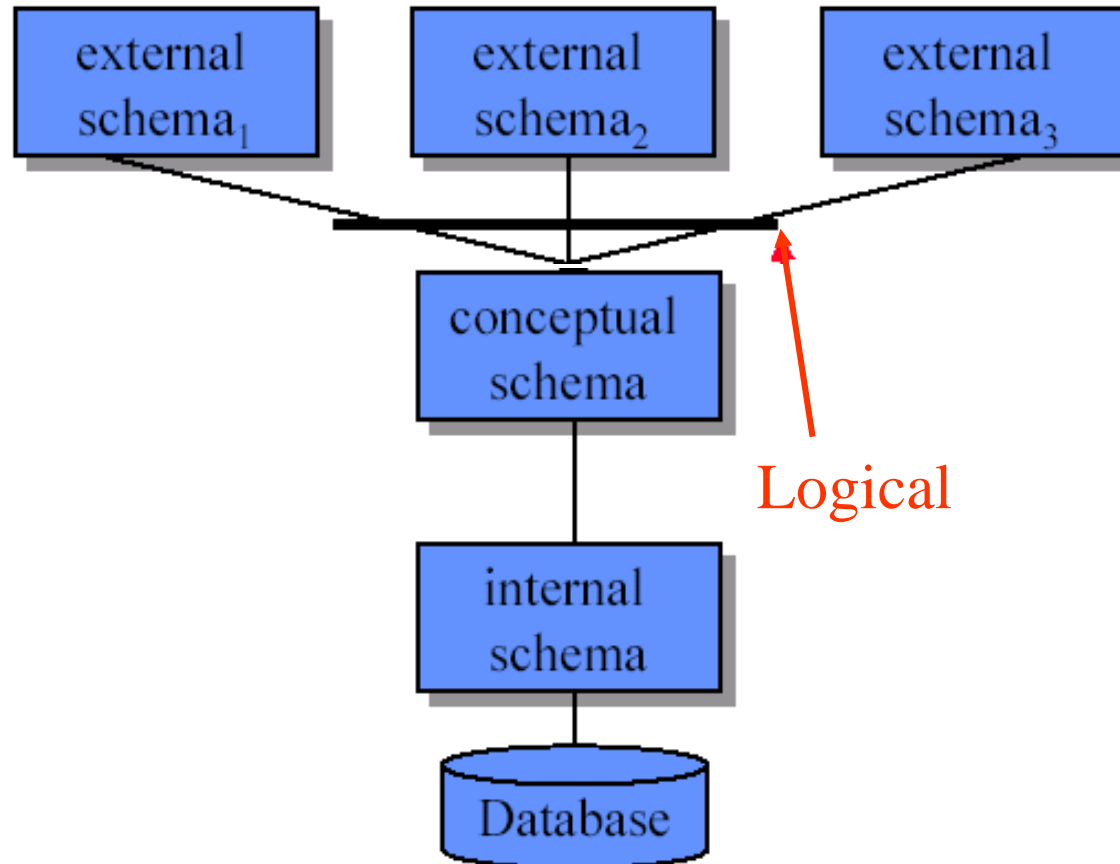 external
schema₁
external
schema₂
external
schema₃
conceptual
schema
Logical
internal
schema
Database